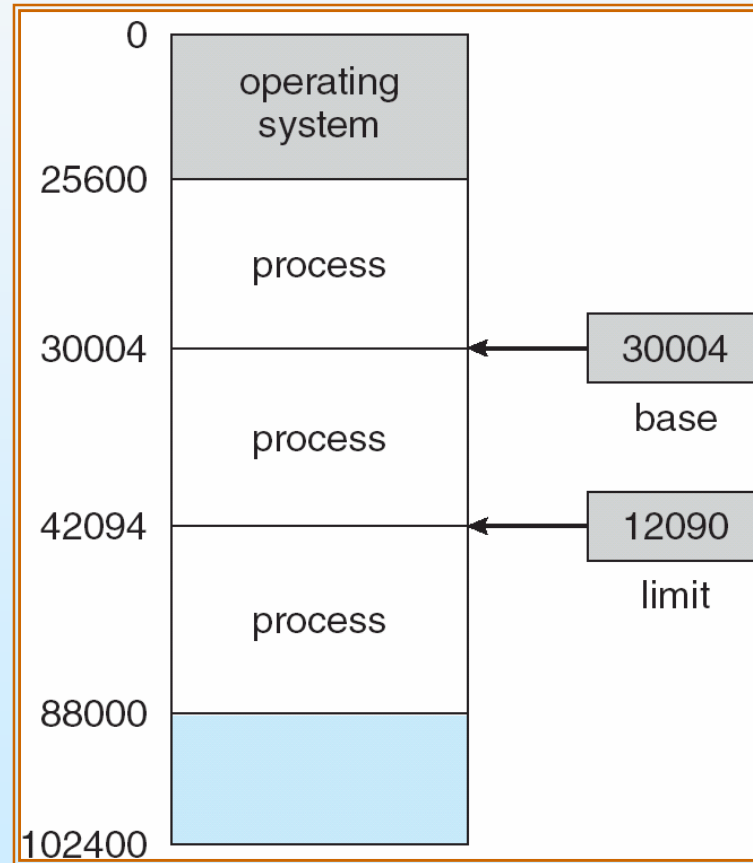 0
operating
system
25600
process
30004
30004
base
process
42094
12090
limit
process
88000
102400